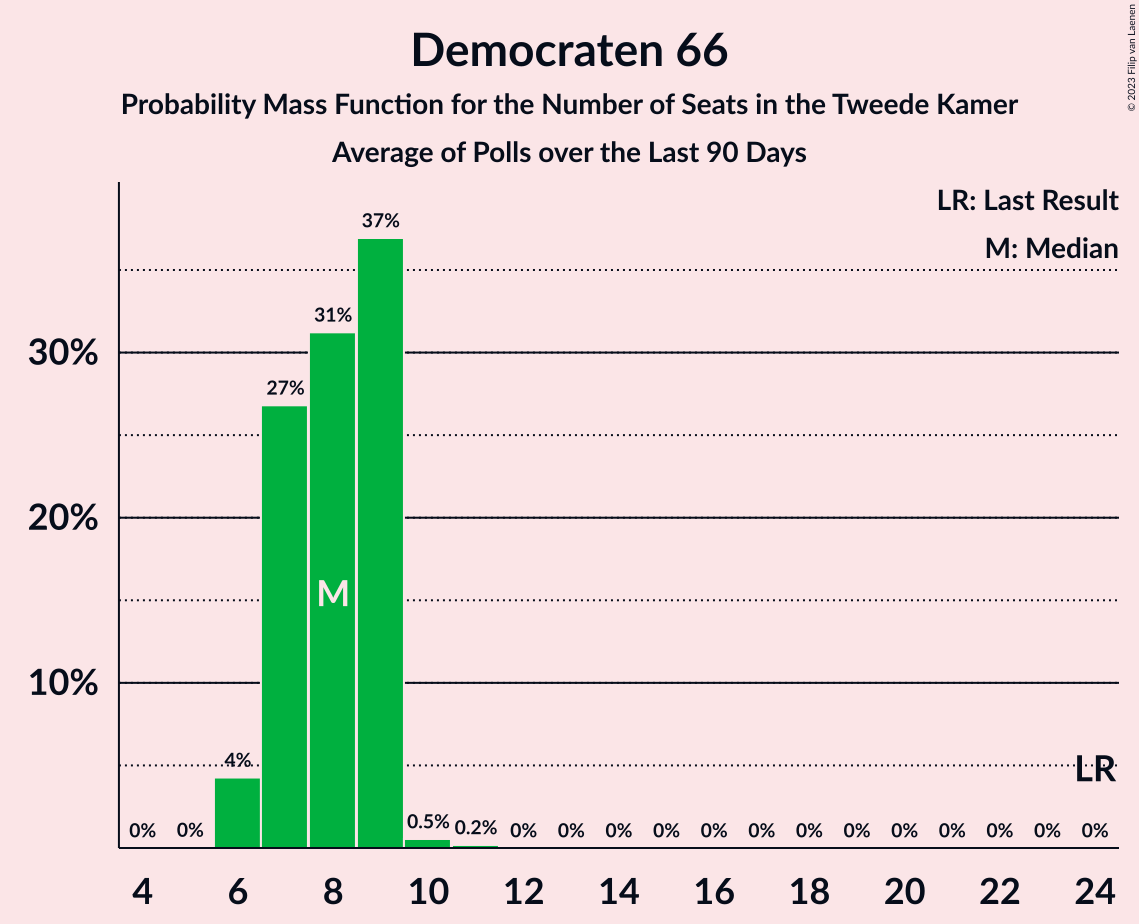 Democraten 66
Probability Mass Function for the Number of Seats in the Tweede Kamer
Average of Polls over the Last 90 Days
© 2023 Filip van Laenen
LR: Last Result
M: Median
37%
31%
30%
27%
20%
M
10%
4%
LR
0% 0% 0.5% 0.2% 0% 0% 0% 0% 0% 0% 0% 0% 0% 0% 0% 0% 0%
4 6 8 10 12 14 16 18 20 22 24